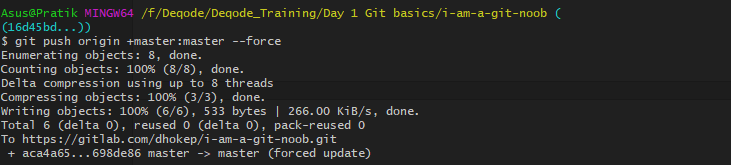 Asus@Pratik MINGW64 /f/Deqode/Deqode_Training/Day 1 Git basics/i-am-a-git-noob (
(16d45bd...))
$ git push origin +master:master --force
Enumerating objects: 8, done.
Counting objects: 100% (8/8), done.
Delta compression using up to 8 threads
Compressing objects: 100% (3/3), done.
Writing objects: 100% (6/6), 533 bytes | 266.00 KiB/s, done.
Total 6 (delta 0), reused 0 (delta 0), pack-reused 0
To https://gitlab.com/dhokep/i-am-a-git-noob.git
 + aca4a65...698de86 master -> master (forced update)